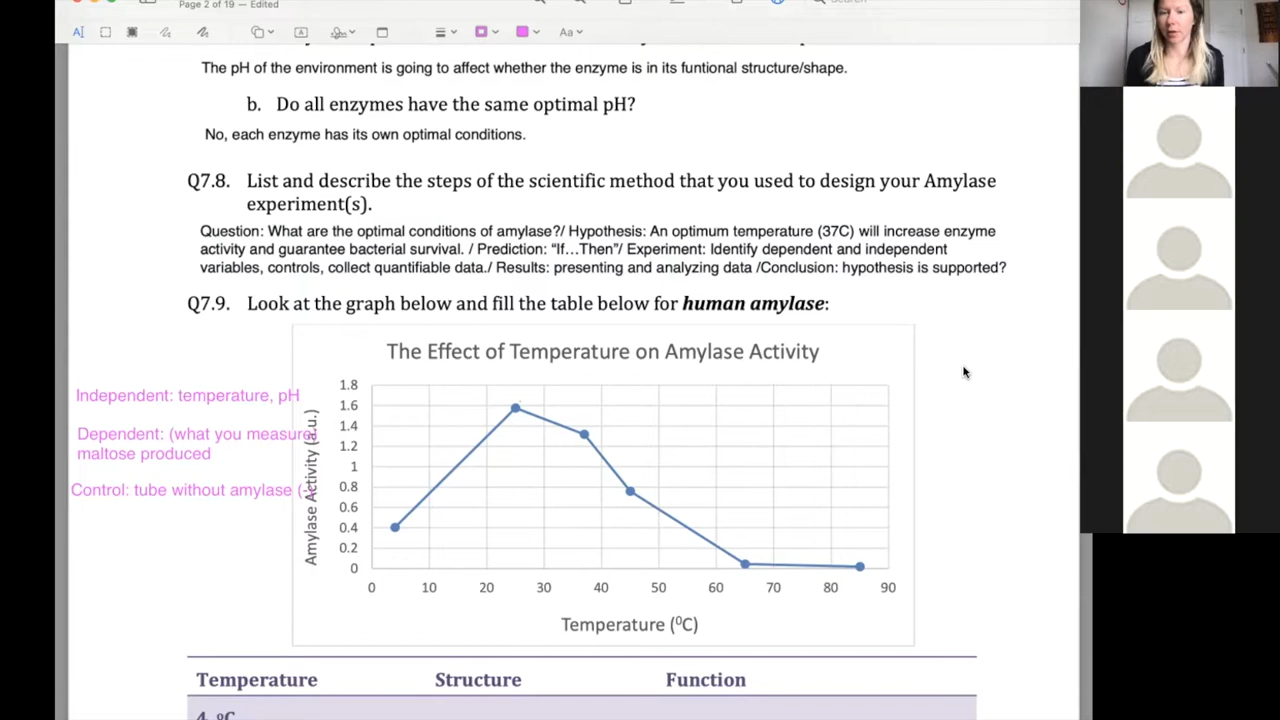 Page 2 of 19 — Edited
Search
The pH of the environment is going to affect whether the enzyme is in its funtional structure/shape.
b. Do all enzymes have the same optimal pH?
No, each enzyme has its own optimal conditions.
Q7.8. List and describe the steps of the scientific method that you used to design your Amylase
experiment(s).
Question: What are the optimal conditions of amylase?/ Hypothesis: An optimum temperature (37C) will increase enzyme
activity and guarantee bacterial survival. / Prediction: “If…Then”/ Experiment: Identify dependent and independent
variables, controls, collect quantifiable data./ Results: presenting and analyzing data /Conclusion: hypothesis is supported?
Q7.9. Look at the graph below and fill the table below for human amylase:
The Effect of Temperature on Amylase Activity
Independent: temperature, pH
Dependent: (what you measure
maltose produced
Control: tube without amylase (
Amylase Activity (a.u.)
1.8
1.6
1.4
1.2
1
0.8
0.6
0.4
0.2
0
0 10 20 30 40 50 60 70 80 90
Temperature (⁰C)
Temperature Structure Function
4 °C